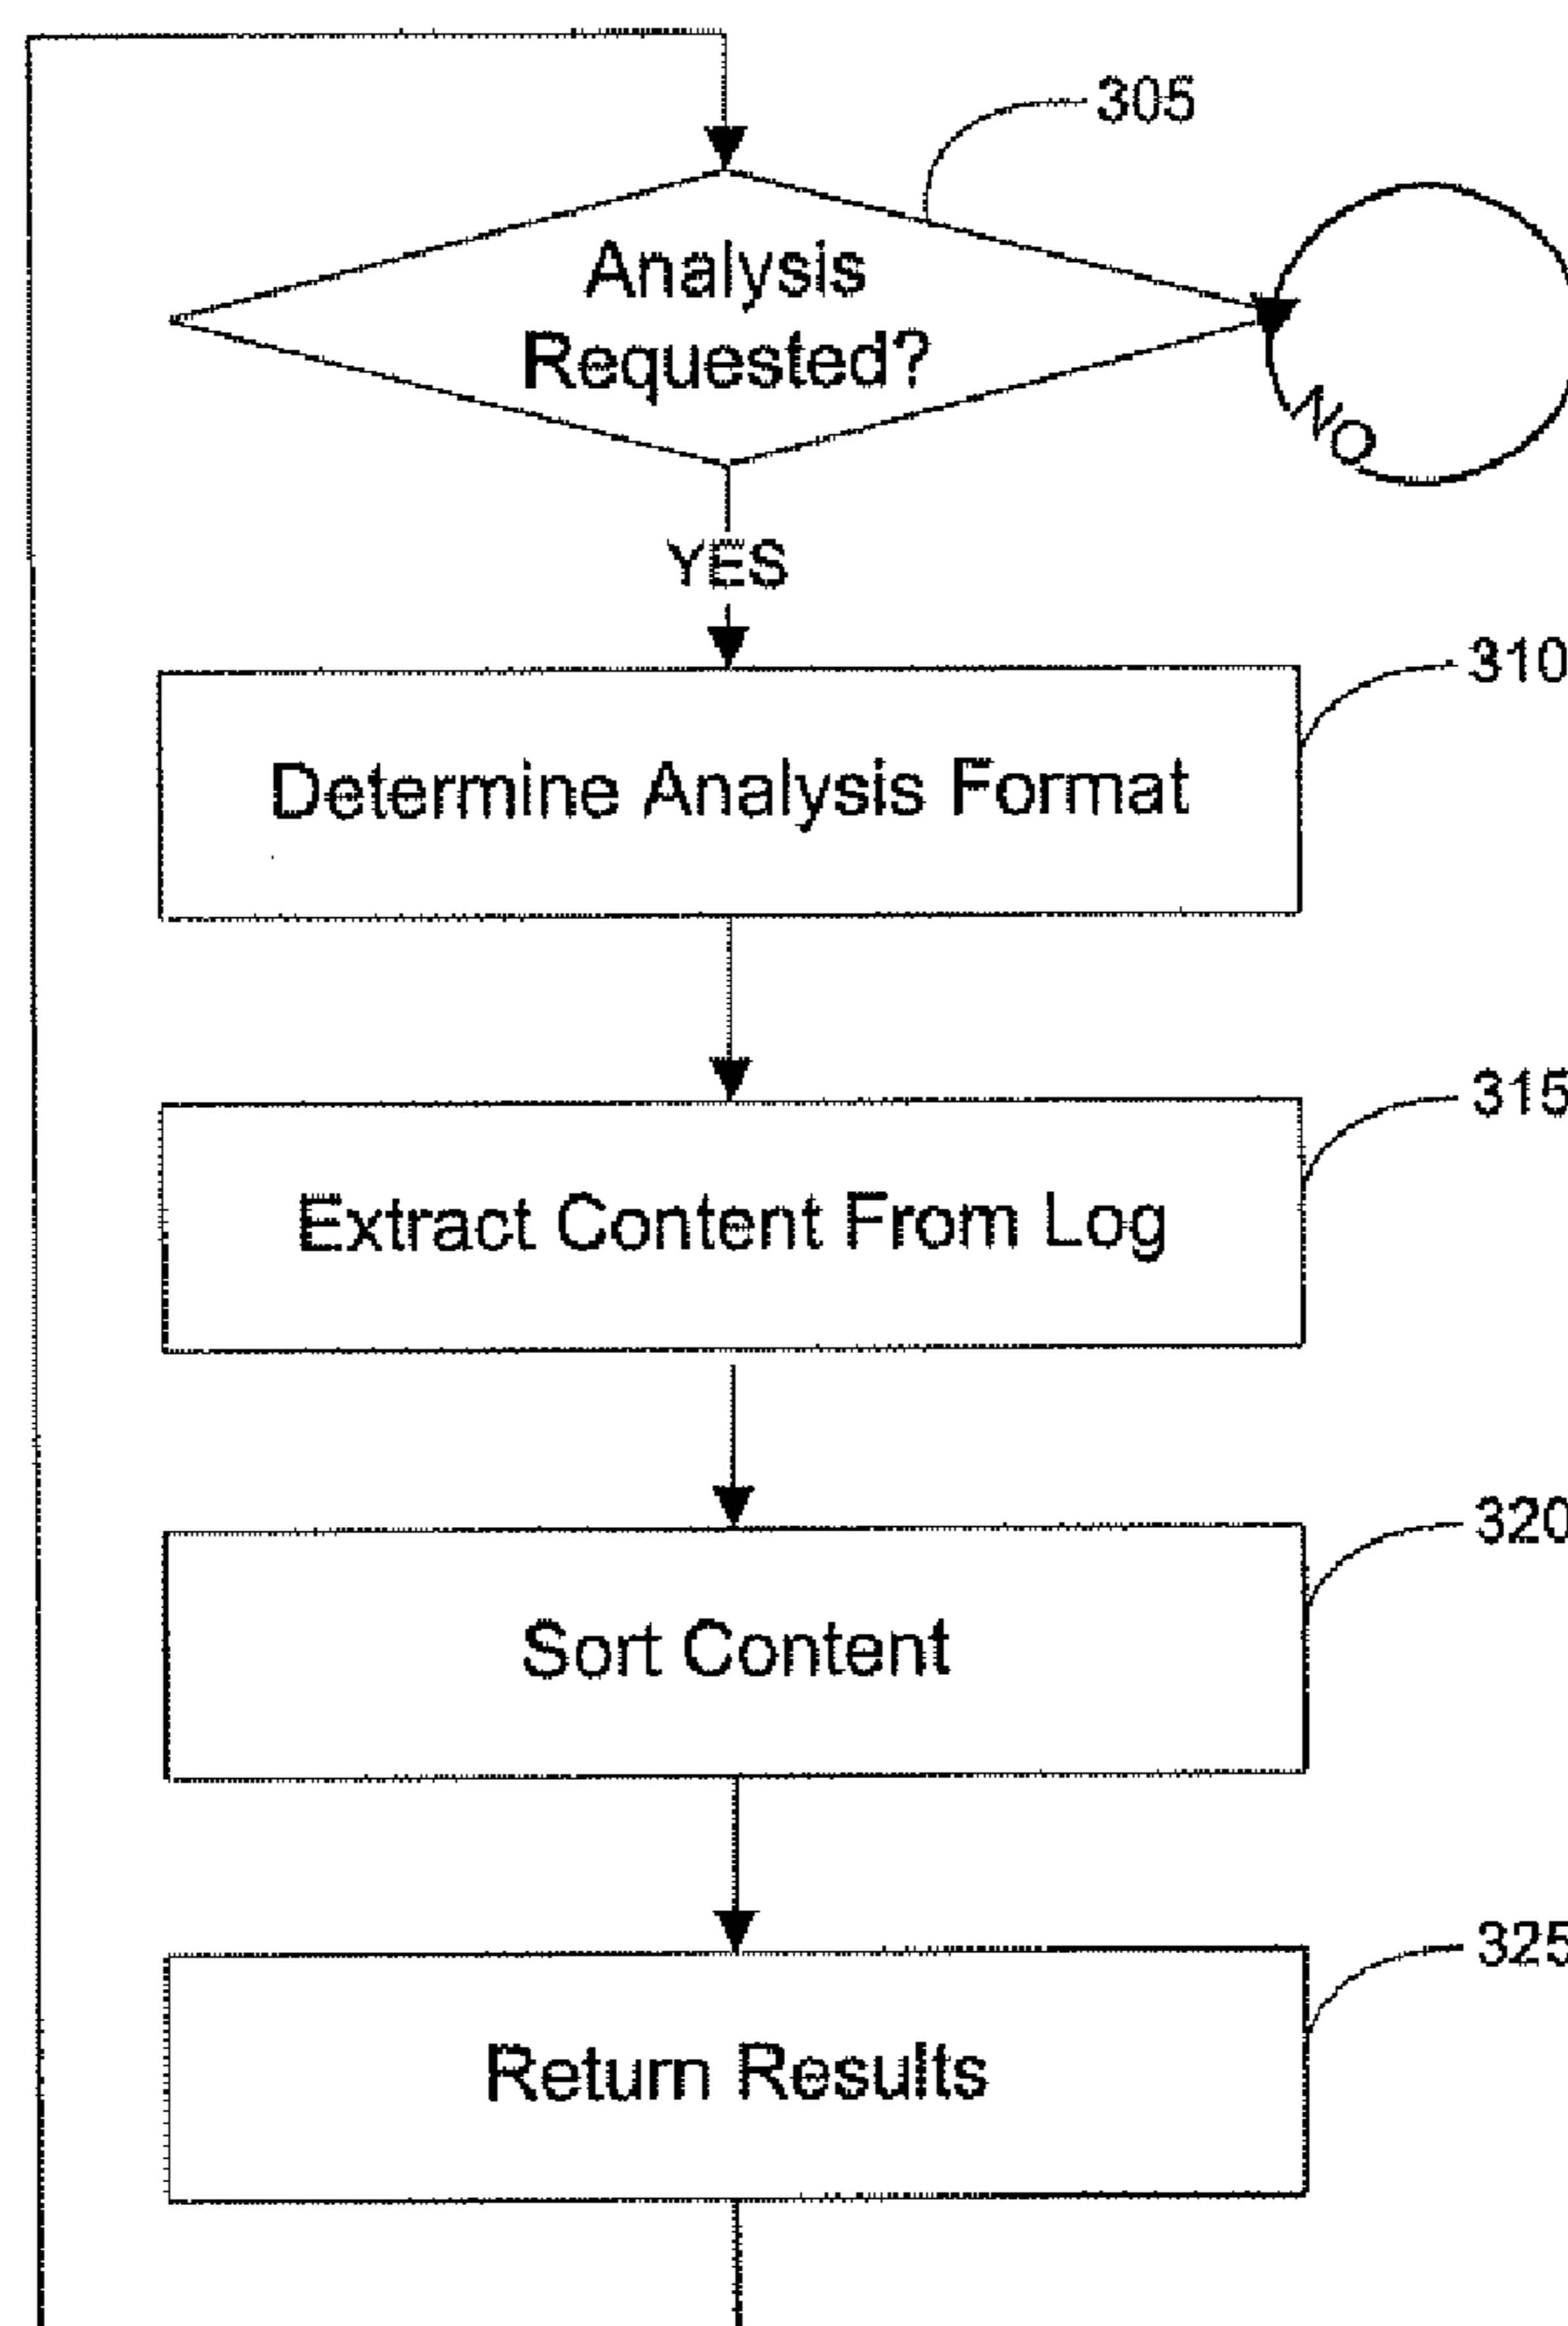 305
Analysis
Requested?
NO
YES
310
Determine Analysis Format
315
Extract Content From Log
320
Sort Content
325
Return Results